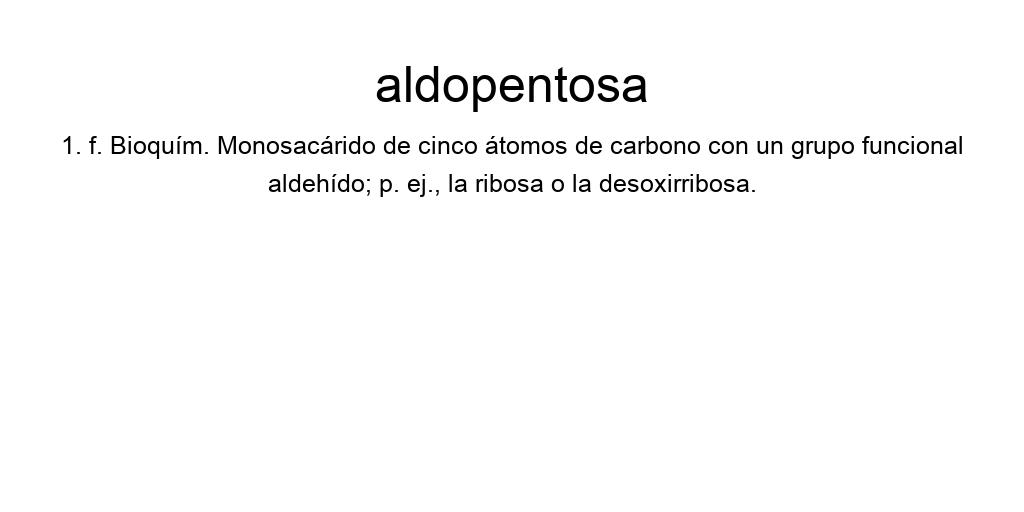 aldopentosa
1. f. Bioquím. Monosacárido de cinco átomos de carbono con un grupo funcional
aldehído; p. ej., la ribosa o la desoxirribosa.